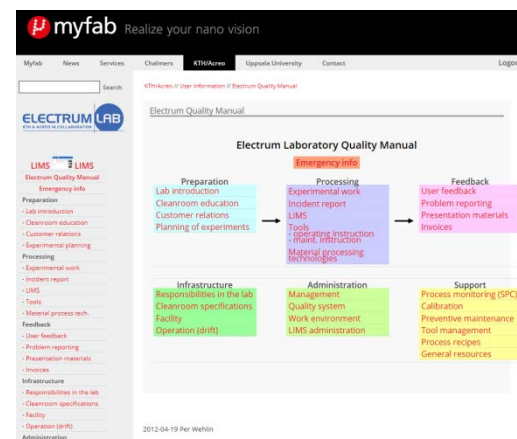 myfab Realize your nano vision
Myfab News Services Chalmers KTH/Acreo Uppsala University Contact Logou
Search
KTH/Acreo // User Information // Electrum Quality Manual
ELECTRUM LAB
KTH & ACREO IN COLLABORATION
LIMS LIMS
Electrum Quality Manual
Emergency info
Preparation
- Lab introduction
- Cleanroom education
- Customer relations
- Experimental planning
Processing
- Experimental work
- Incident report
- LIMS
- Tools
- Material process tech.
Feedback
- User feedback
- Problem reporting
- Presentation materials
- Invoices
Infrastructure
- Responsibilities in the lab
- Cleanroom specifications
- Facility
- Operation (drift)
Administration
Electrum Quality Manual
Electrum Laboratory Quality Manual
Emergency info
Preparation
Lab introduction
Cleanroom education
Customer relations
Planning of experiments
Processing
Experimental work
Incident report
LIMS
Tools
- operating instruction
- maint. instruction
Material processing
technologies
Feedback
User feedback
Problem reporting
Presentation materials
Invoices
Infrastructure
Responsibilities in the lab
Cleanroom specifications
Facility
Operation (drift)
Administration
Management
Quality system
Work environment
LIMS administration
Support
Process monitoring (SPC)
Calibration
Preventive maintenance
Tool management
Process recipes
General resources
2012-04-19 Per Wehlin